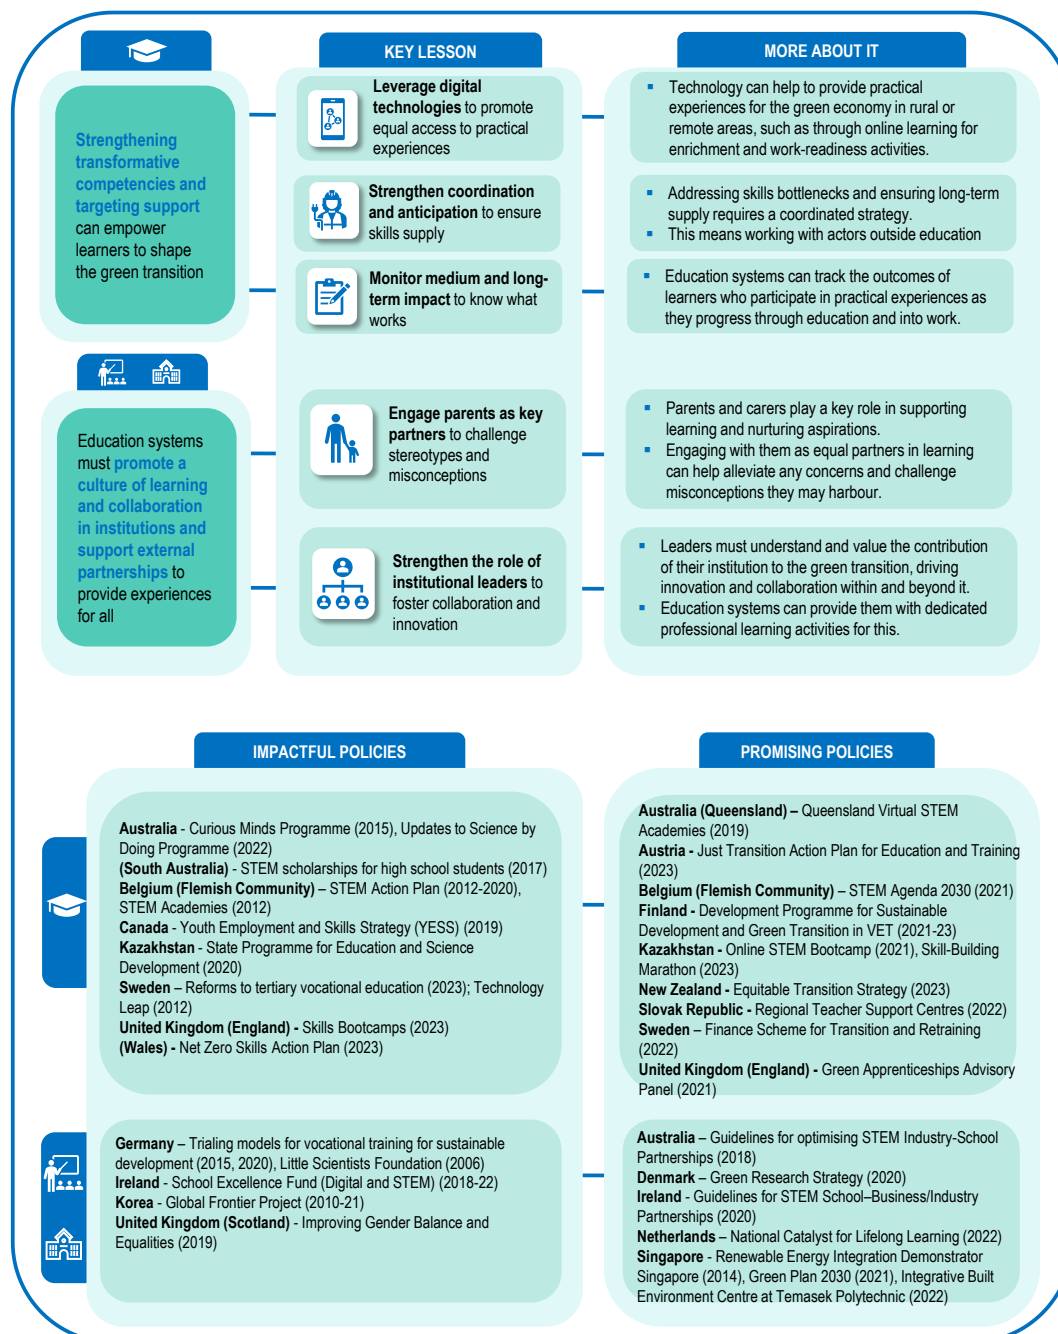 KEY LESSON
MORE ABOUT IT
Strengthening
transformative
competencies and
targeting support
can empower
learners to shape
the green transition
Leverage digital
technologies to promote
equal access to practical
experiences
Technology can help to provide practical
experiences for the green economy in rural or
remote areas, such as through online learning for
enrichment and work-readiness activities.
Strengthen coordination
and anticipation to ensure
skills supply
Addressing skills bottlenecks and ensuring long-term
supply requires a coordinated strategy.
This means working with actors outside education
Monitor medium and long-
term impact to know what
works
Education systems can track the outcomes of
learners who participate in practical experiences as
they progress through education and into work.
Education systems
must promote a
culture of learning
and collaboration
in institutions and
support external
partnerships to
provide experiences
for all
Engage parents as key
partners to challenge
stereotypes and
misconceptions
Parents and carers play a key role in supporting
learning and nurturing aspirations.
Engaging with them as equal partners in learning
can help alleviate any concerns and challenge
misconceptions they may harbour.
Strengthen the role of
institutional leaders to
foster collaboration and
innovation
Leaders must understand and value the contribution
of their institution to the green transition, driving
innovation and collaboration within and beyond it.
Education systems can provide them with dedicated
professional learning activities for this.
IMPACTFUL POLICIES
PROMISING POLICIES
Australia - Curious Minds Programme (2015), Updates to Science by
Doing Programme (2022)
(South Australia) - STEM scholarships for high school students (2017)
Belgium (Flemish Community) – STEM Action Plan (2012-2020),
STEM Academies (2012)
Canada - Youth Employment and Skills Strategy (YESS) (2019)
Kazakhstan - State Programme for Education and Science
Development (2020)
Sweden – Reforms to tertiary vocational education (2023); Technology
Leap (2012)
United Kingdom (England) - Skills Bootcamps (2023)
(Wales) - Net Zero Skills Action Plan (2023)
Australia (Queensland) – Queensland Virtual STEM
Academies (2019)
Austria - Just Transition Action Plan for Education and Training
(2023)
Belgium (Flemish Community) – STEM Agenda 2030 (2021)
Finland - Development Programme for Sustainable
Development and Green Transition in VET (2021-23)
Kazakhstan - Online STEM Bootcamp (2021), Skill-Building
Marathon (2023)
New Zealand - Equitable Transition Strategy (2023)
Slovak Republic - Regional Teacher Support Centres (2022)
Sweden – Finance Scheme for Transition and Retraining
(2022)
United Kingdom (England) - Green Apprenticeships Advisory
Panel (2021)
Germany – Trialing models for vocational training for sustainable
development (2015, 2020), Little Scientists Foundation (2006)
Ireland - School Excellence Fund (Digital and STEM) (2018-22)
Korea - Global Frontier Project (2010-21)
United Kingdom (Scotland) - Improving Gender Balance and
Equalities (2019)
Australia – Guidelines for optimising STEM Industry-School
Partnerships (2018)
Denmark – Green Research Strategy (2020)
Ireland - Guidelines for STEM School–Business/Industry
Partnerships (2020)
Netherlands – National Catalyst for Lifelong Learning (2022)
Singapore - Renewable Energy Integration Demonstrator
Singapore (2014), Green Plan 2030 (2021), Integrative Built
Environment Centre at Temasek Polytechnic (2022)